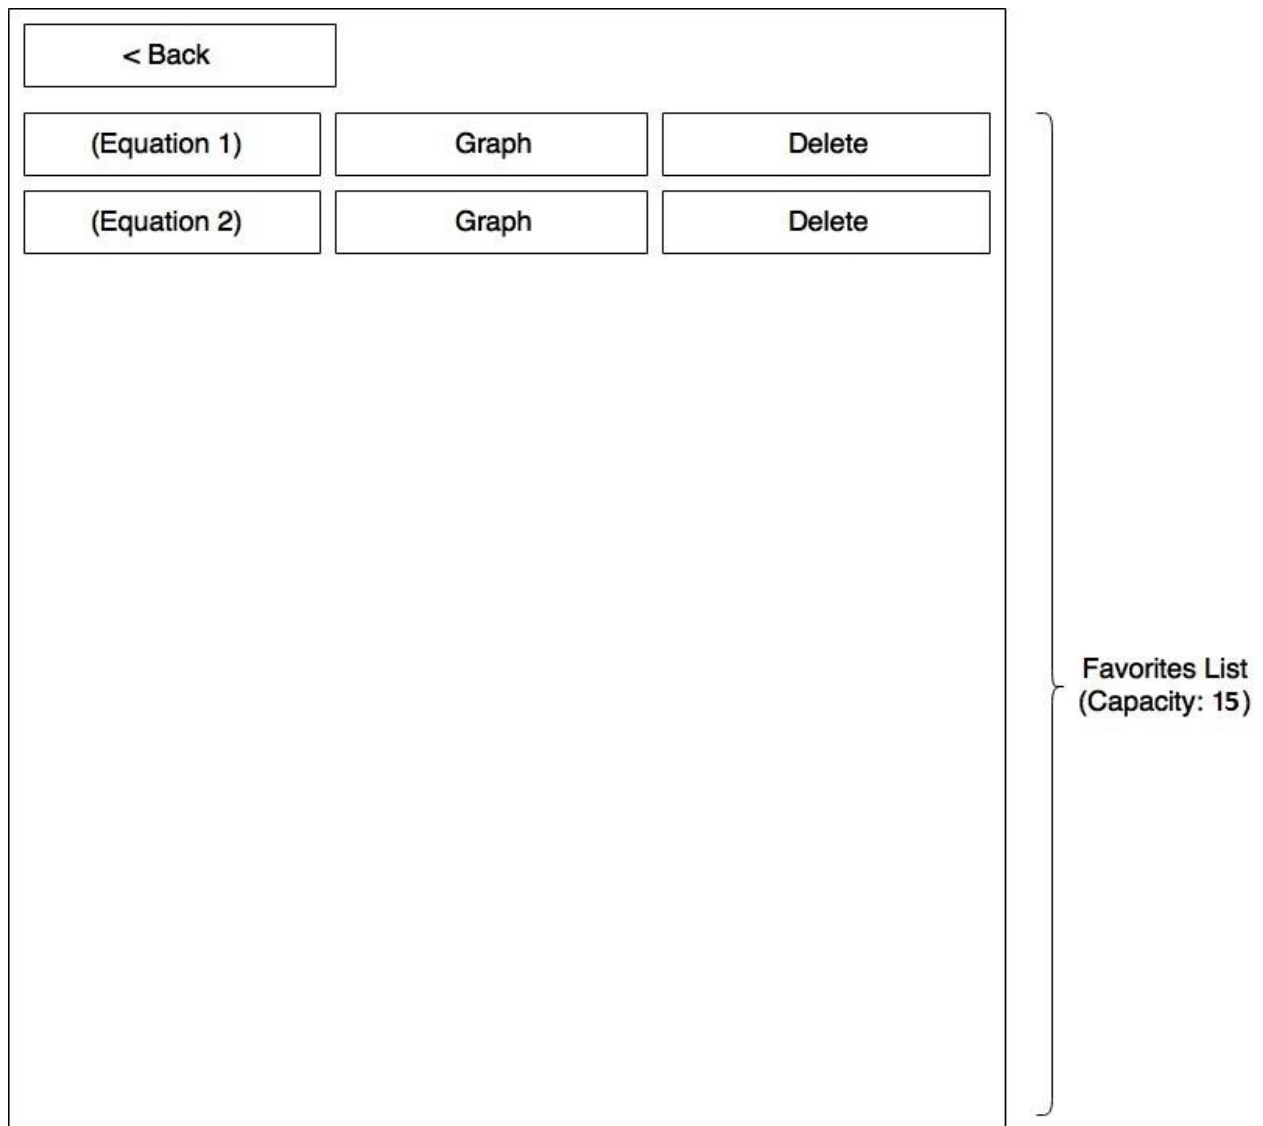 < Back
(Equation 1) Graph Delete
(Equation 2) Graph Delete
Favorites List
(Capacity: 15)